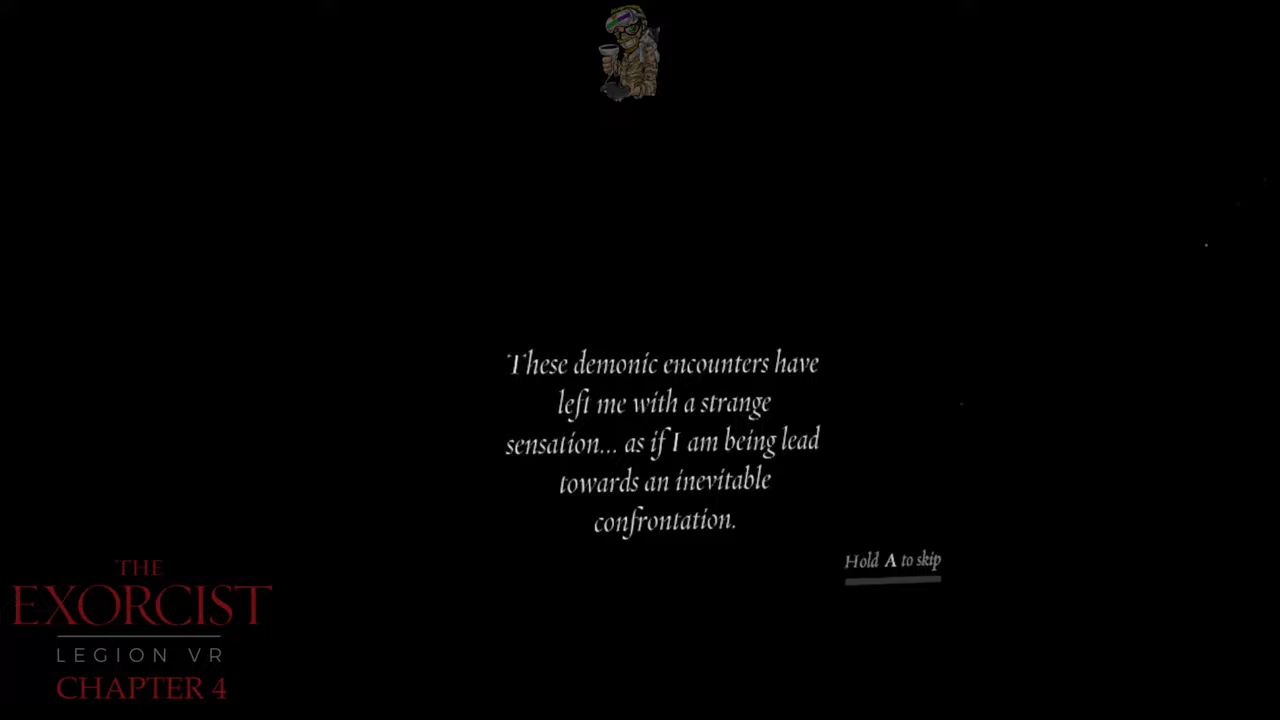 These demonic encounters have
left me with a strange
sensation... as if I am being lead
towards an inevitable
confrontation.
Hold A to skip
THE
EXORCIST
LEGION VR
CHAPTER 4